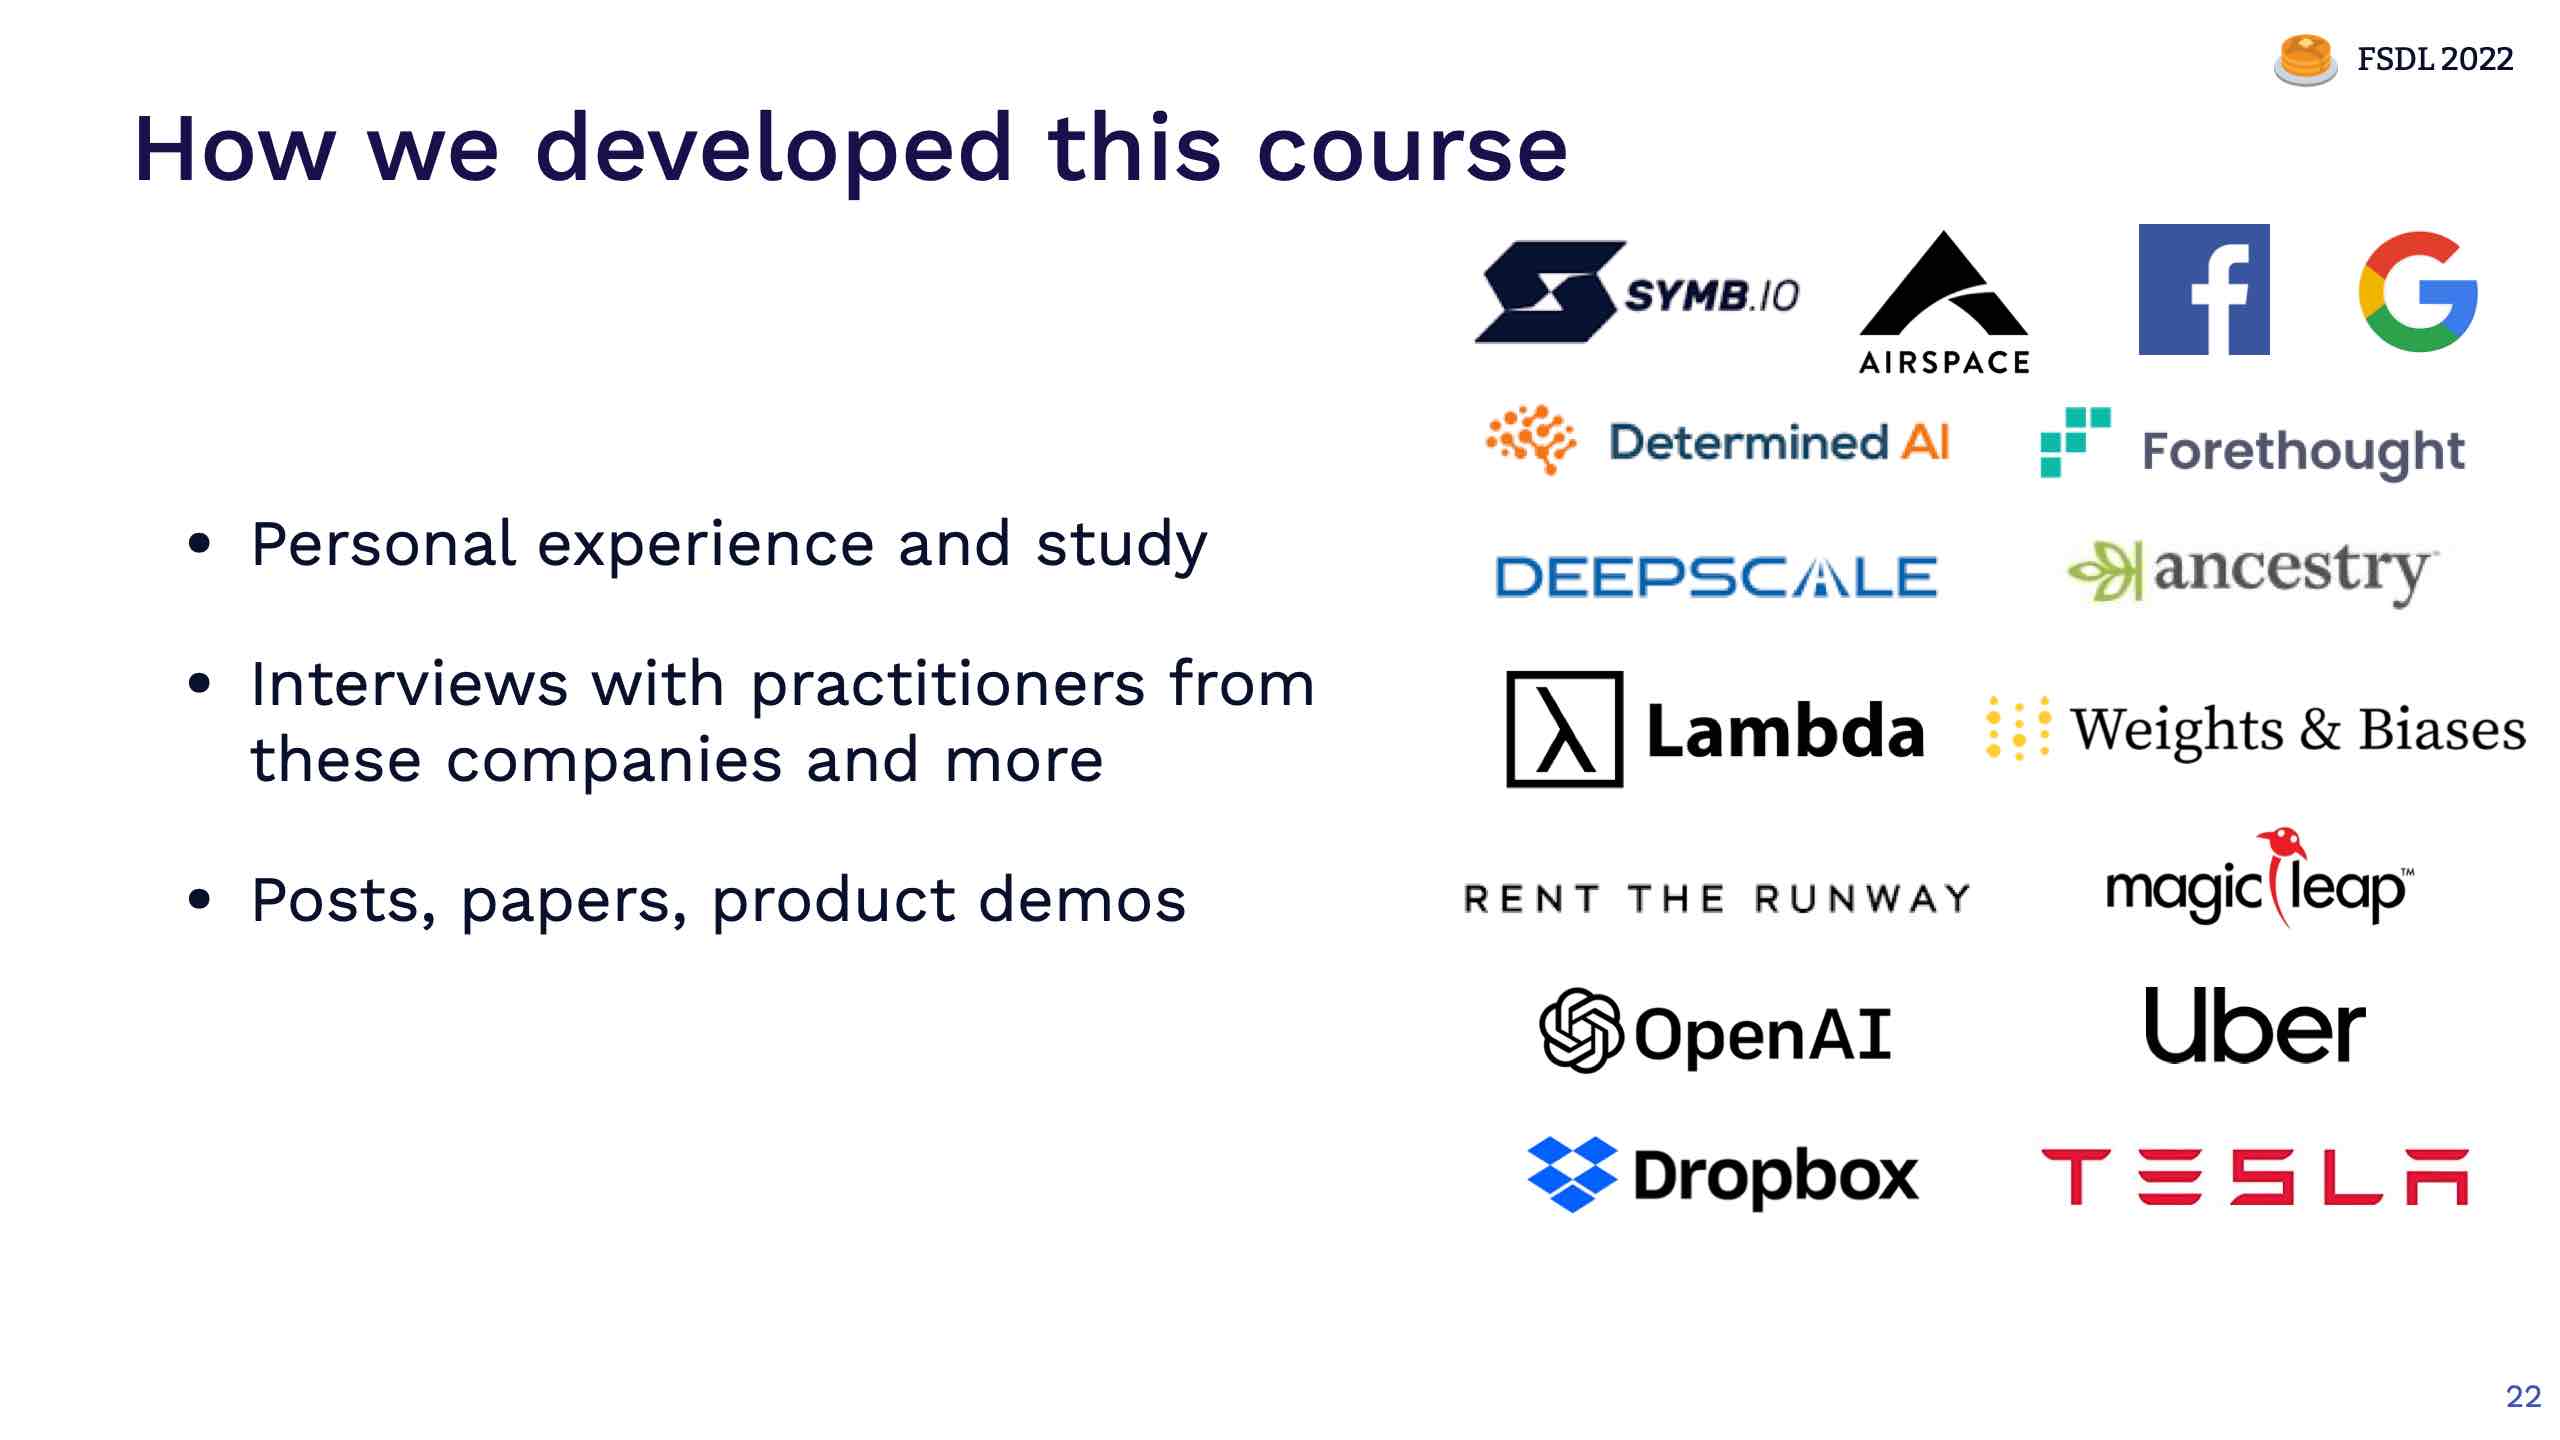 FSDL 2022
How we developed this course
SYMB.IO
AIRSPACE
f
G
Determined AI
Forethought
• Personal experience and study
DEEPSCALE
ancestry
• Interviews with practitioners from
these companies and more
λ Lambda
Weights & Biases
• Posts, papers, product demos
RENT THE RUNWAY
magic leap™
OpenAI
Uber
Dropbox
TESLA
22